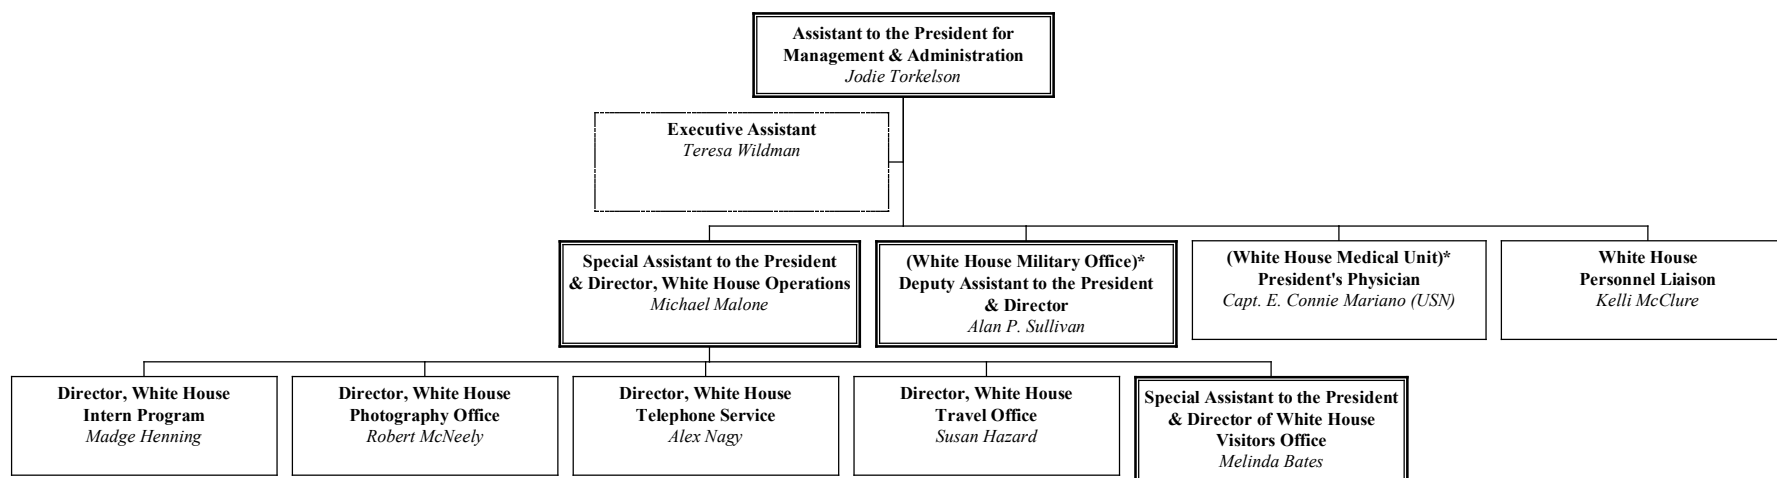 Assistant to the President for
Management & Administration
Jodie Torkelson
Executive Assistant
Teresa Wildman
Special Assistant to the President
& Director, White House Operations
Michael Malone
(White House Military Office)*
Deputy Assistant to the President
& Director
Alan P. Sullivan
(White House Medical Unit)*
President's Physician
Capt. E. Connie Mariano (USN)
White House
Personnel Liaison
Kelli McClure
Director, White House
Intern Program
Madge Henning
Director, White House
Photography Office
Robert McNeely
Director, White House
Telephone Service
Alex Nagy
Director, White House
Travel Office
Susan Hazard
Special Assistant to the President
& Director of White House
Visitors Office
Melinda Bates